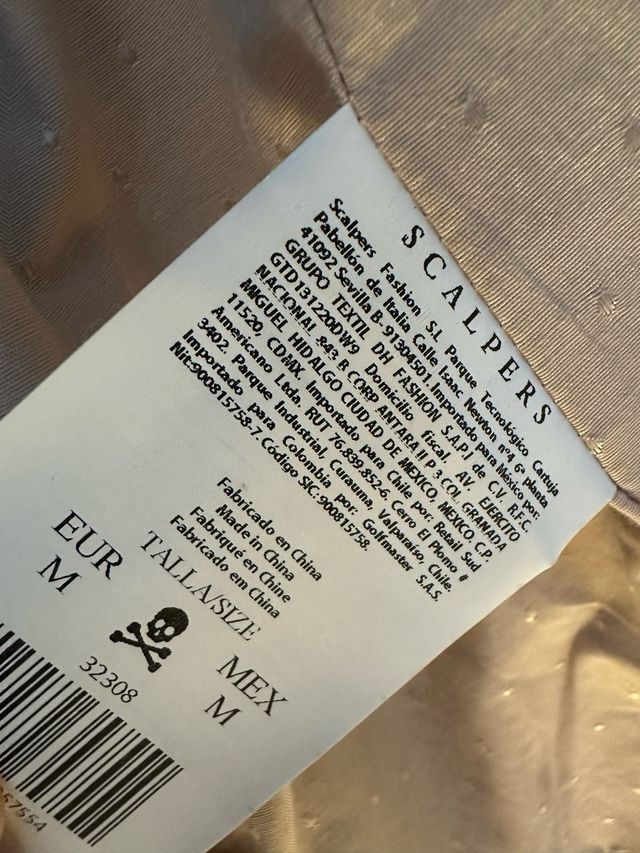 SCALPERS
Scalpers Fashion SL Parque Tecnológico Cartuja
Pabellón de Italia Calle Isaac Newton nº4, 6ª planta,
41092 Sevilla B-91304501. Importado para México por:
GRUPO TEXTIL DH FASHION S.A.P.I de C.V. R.F.C.
GTD131220DW9 Domicilio fiscal AV. EJERCITO
NACIONAL 843, B CORP ANTARA II P 3 COL. GRANADA
MIGUEL HIDALGO CIUDAD DE MEXICO, MEXICO. C.P.
11520, CDMX. Importado para Chile por: Retail Sud
Americano Ltda. RUT 76.839.852-6. Cerro El Plomo #
3402, Parque Industrial, Curauma, Valparaíso, Chile.
Importado para Colombia por: Golfmaster S.A.S.
Nit:900815758-7. Código SIC: 900815758.
Fabricado en China
Made in China
Fabriqué en Chine
Fabricado em China
TALLA/SIZE
EUR MEX
M M
32308
57554